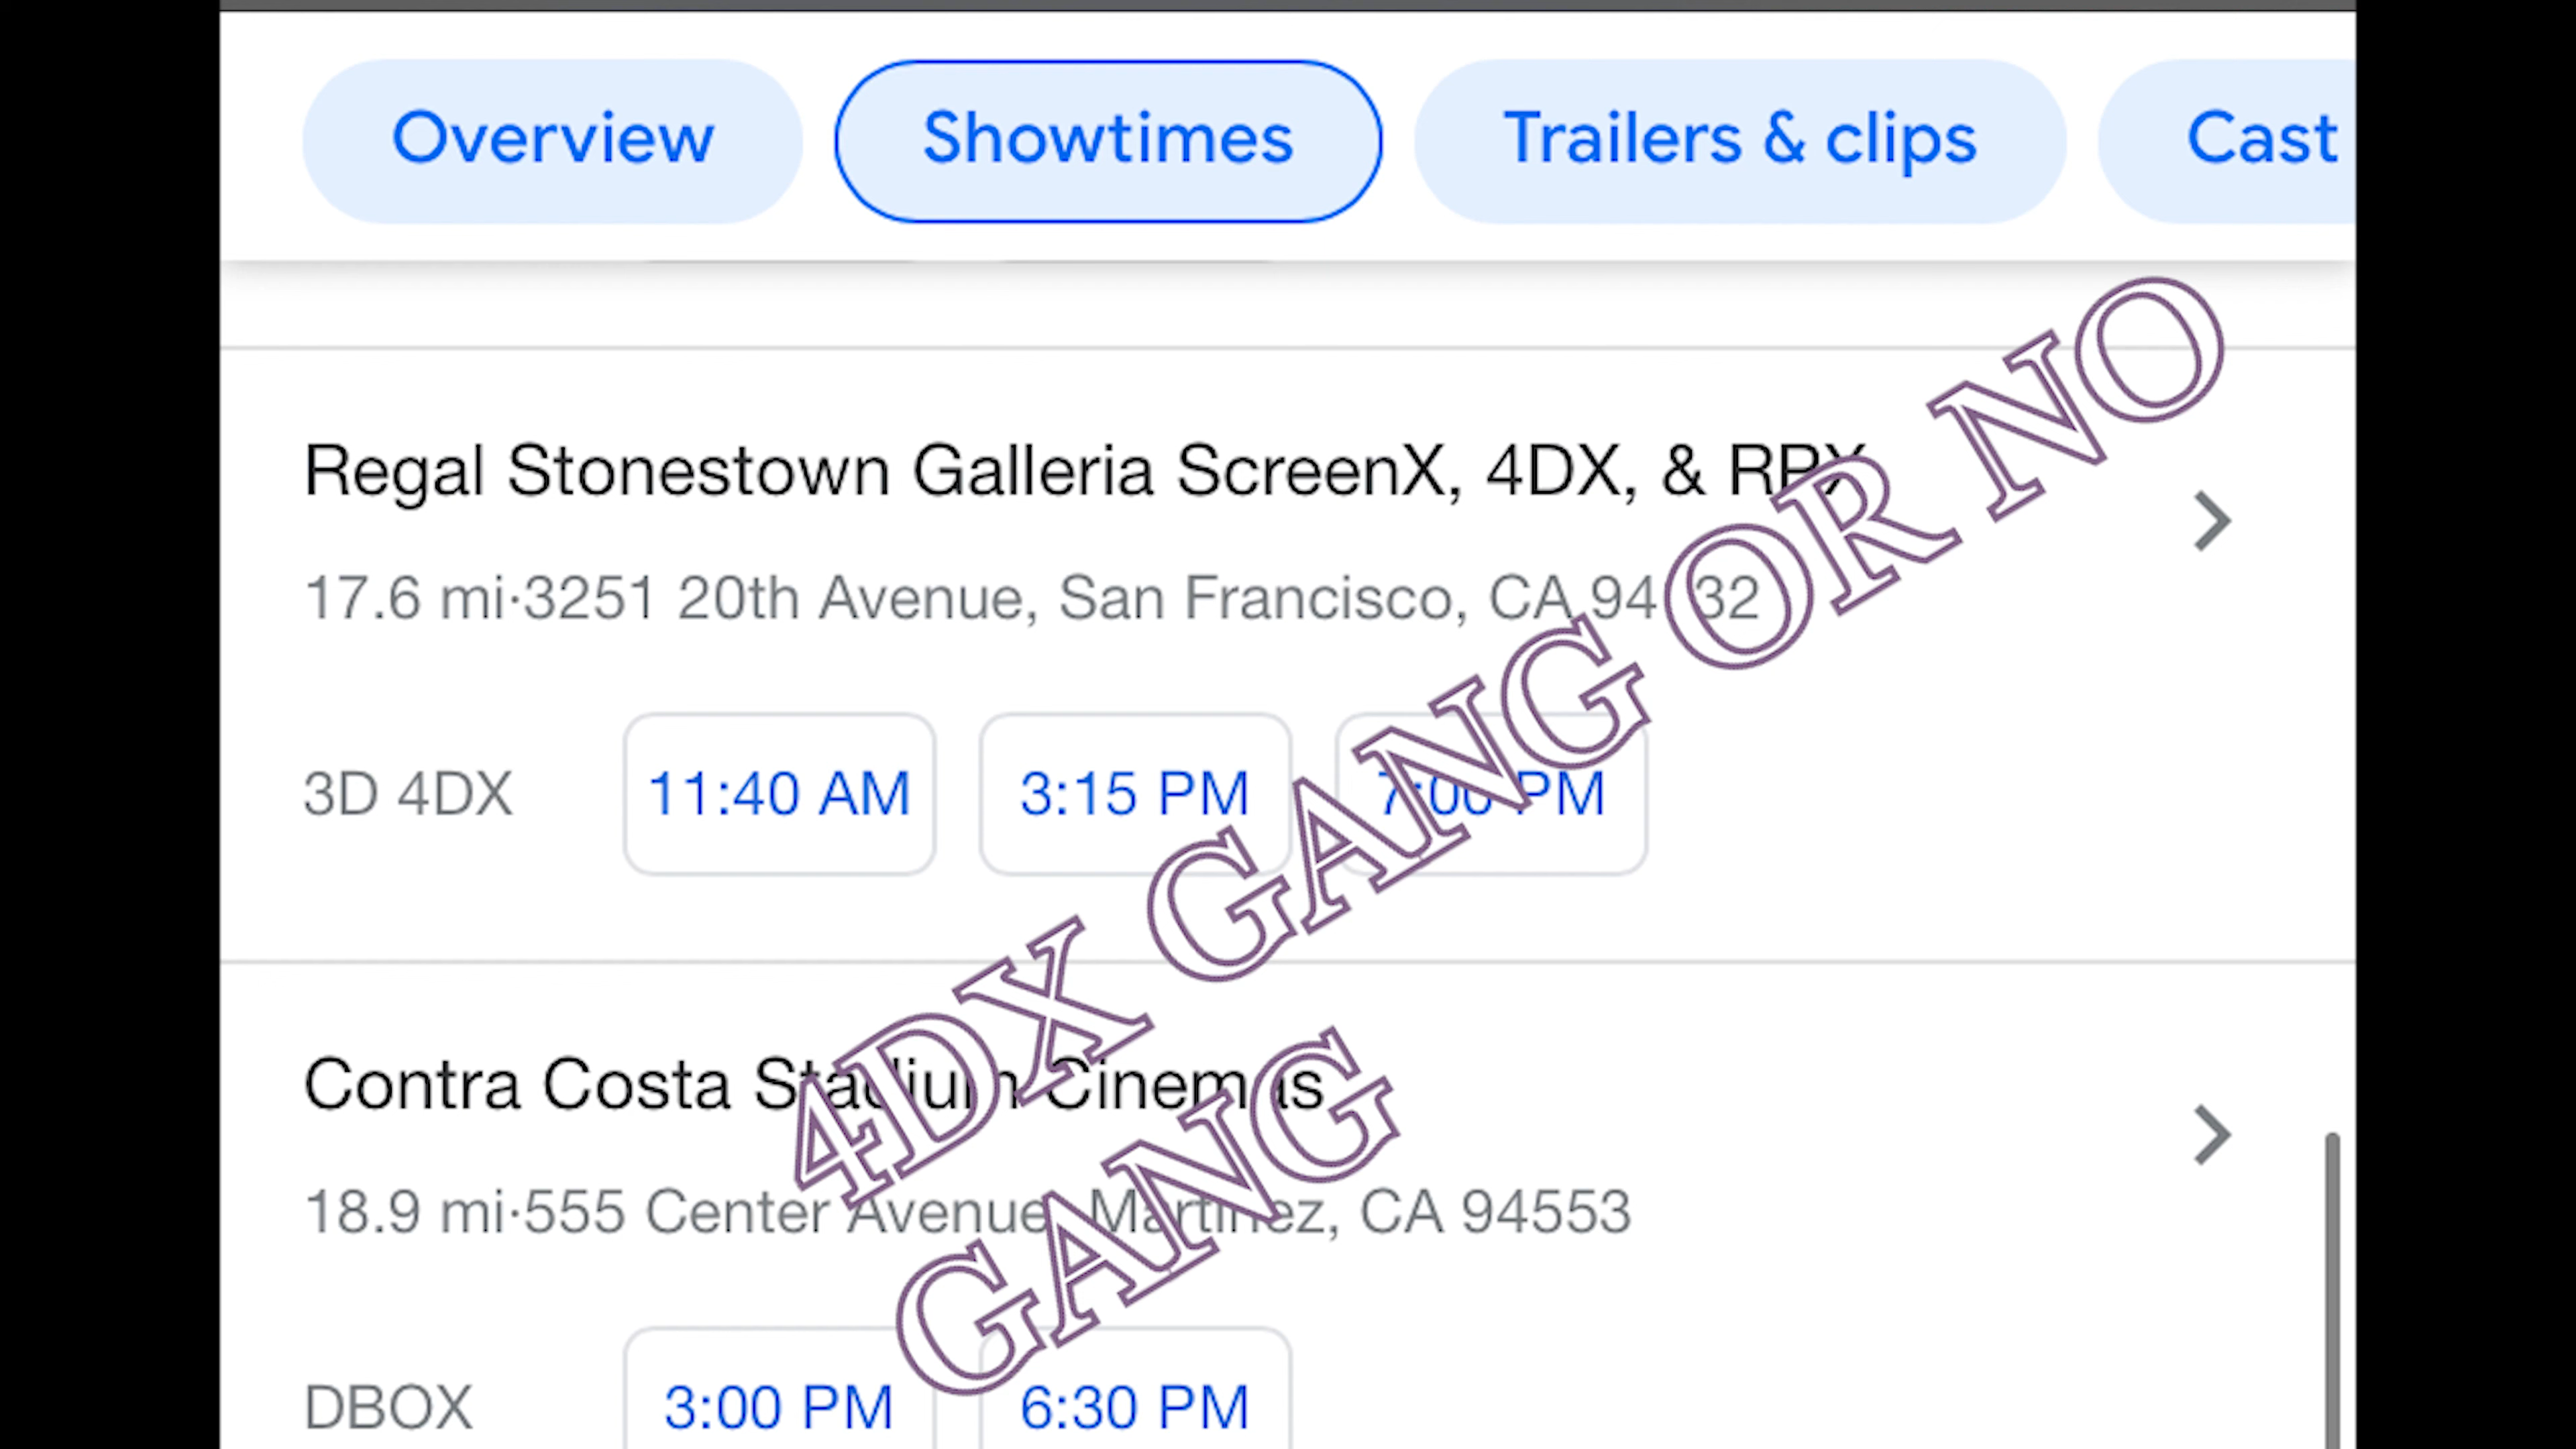 Overview Showtimes Trailers & clips Cast
Regal Stonestown Galleria ScreenX, 4DX, & RPX
17.6 mi·3251 20th Avenue, San Francisco, CA 94132
3D 4DX 11:40 AM 3:15 PM 7:00 PM
Contra Costa Stadium Cinemas
18.9 mi·555 Center Avenue, Martinez, CA 94553
DBOX 3:00 PM 6:30 PM
4DX GANG OR NO
GANG